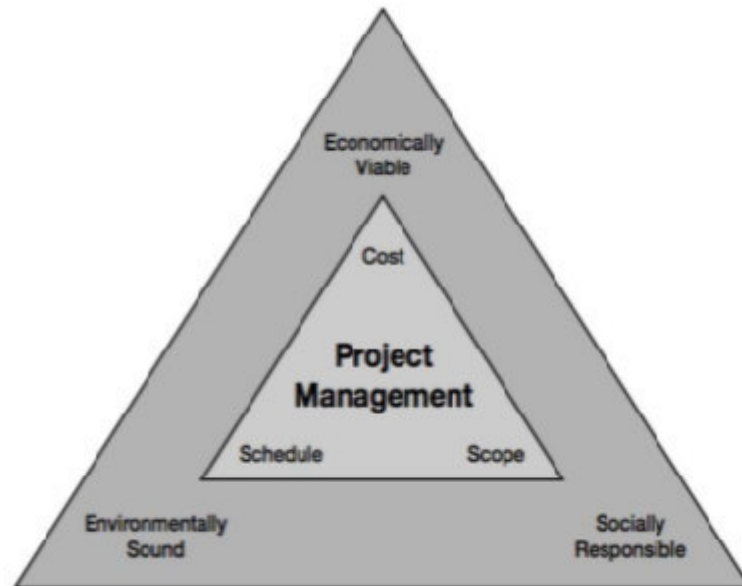 Economically
Viable
Cost
Project
Management
Schedule
Scope
Environmentally
Sound
Socially
Responsible